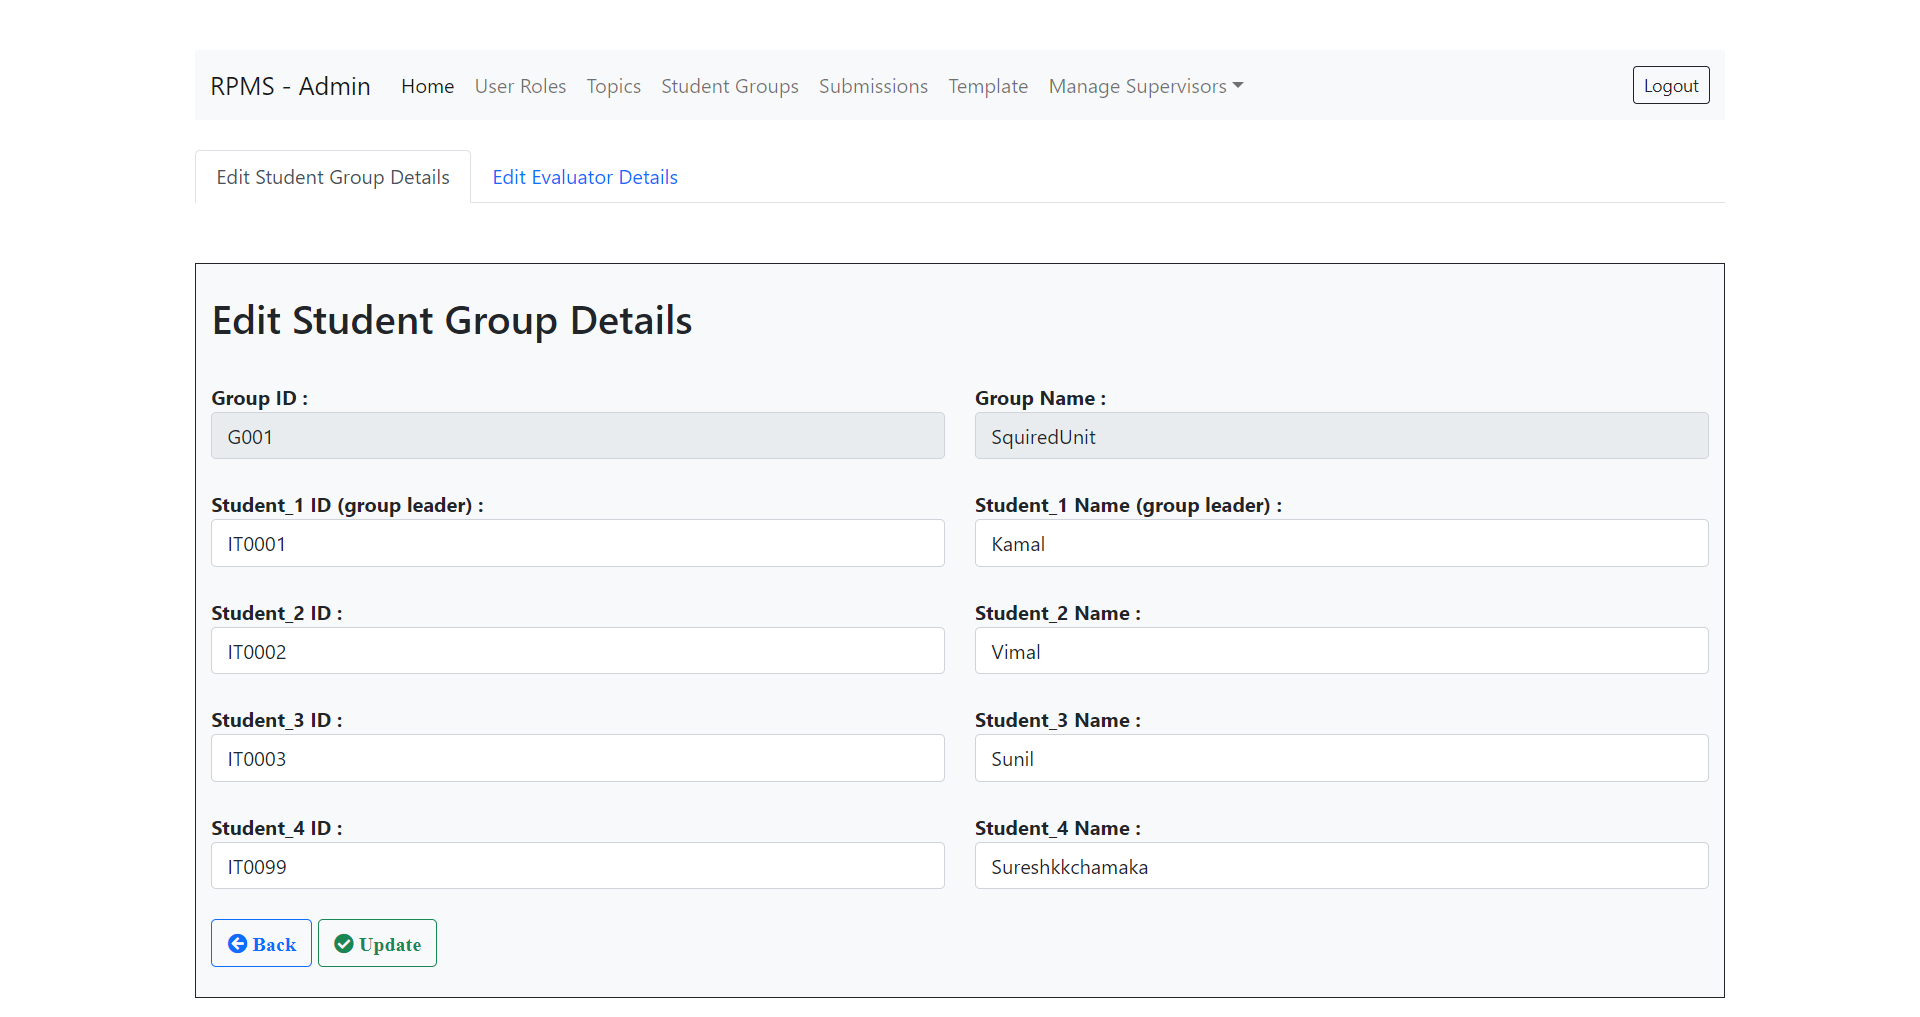 RPMS - Admin Home User Roles Topics Student Groups Submissions Template Manage Supervisors Logout
Edit Student Group Details Edit Evaluator Details
Edit Student Group Details
Group ID : Group Name :
G001 SquiredUnit
Student_1 ID (group leader) : Student_1 Name (group leader) :
IT0001 Kamal
Student_2 ID : Student_2 Name :
IT0002 Vimal
Student_3 ID : Student_3 Name :
IT0003 Sunil
Student_4 ID : Student_4 Name :
IT0099 Sureshkkchamaka
Back Update